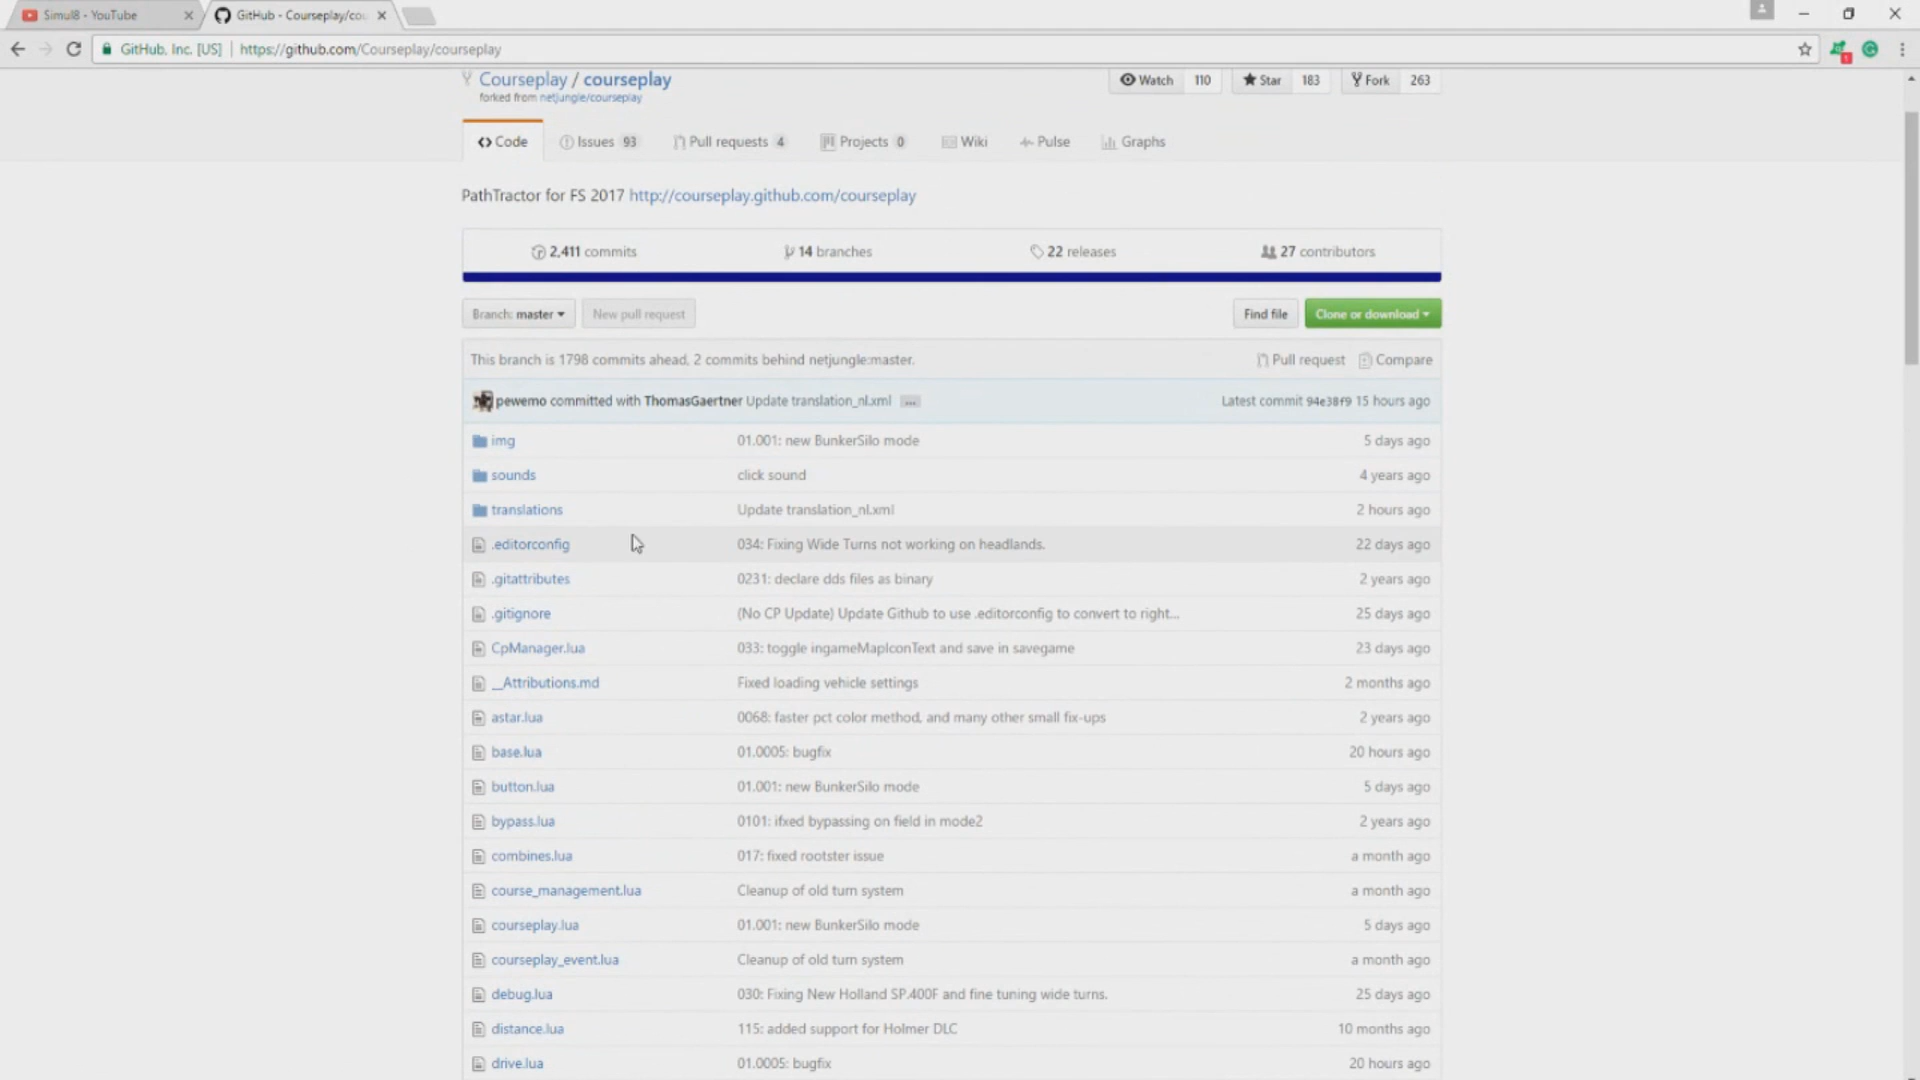 Simul8 - YouTube
GitHub - Courseplay/cou
GitHub, Inc. [US] | https://github.com/Courseplay/courseplay
Courseplay / courseplay
forked from netjungle/courseplay
Watch 110 Star 183 Fork 263
Code Issues 93 Pull requests 4 Projects 0 Wiki Pulse Graphs
PathTractor for FS 2017 http://courseplay.github.com/courseplay
2,411 commits 14 branches 22 releases 27 contributors
Branch: master New pull request Find file Clone or download
This branch is 1798 commits ahead, 2 commits behind netjungle:master. Pull request Compare
pewemo committed with ThomasGaertner Update translation_nl.xml ... Latest commit 94e38f9 15 hours ago
img 01.001: new BunkerSilo mode 5 days ago
sounds click sound 4 years ago
translations Update translation_nl.xml 2 hours ago
.editorconfig 034: Fixing Wide Turns not working on headlands. 22 days ago
.gitattributes 0231: declare dds files as binary 2 years ago
.gitignore (No CP Update) Update Github to use .editorconfig to convert to right... 25 days ago
CpManager.lua 033: toggle ingameMapIconText and save in savegame 23 days ago
__Attributions.md Fixed loading vehicle settings 2 months ago
astar.lua 0068: faster pct color method, and many other small fix-ups 2 years ago
base.lua 01.0005: bugfix 20 hours ago
button.lua 01.001: new BunkerSilo mode 5 days ago
bypass.lua 0101: ifxed bypassing on field in mode2 2 years ago
combines.lua 017: fixed rootster issue a month ago
course_management.lua Cleanup of old turn system a month ago
courseplay.lua 01.001: new BunkerSilo mode 5 days ago
courseplay_event.lua Cleanup of old turn system a month ago
debug.lua 030: Fixing New Holland SP.400F and fine tuning wide turns. 25 days ago
distance.lua 115: added support for Holmer DLC 10 months ago
drive.lua 01.0005: bugfix 20 hours ago